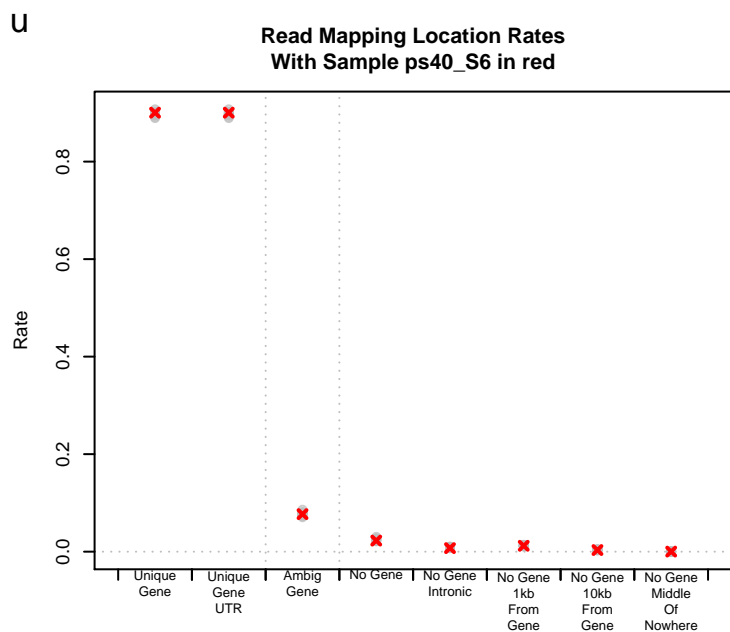 u
Read Mapping Location Rates
With Sample ps40_S6 in red
Rate
0.8
0.6
0.4
0.2
0.0
Unique
Gene
Unique
Gene
UTR
Ambig
Gene
No Gene
No Gene
Intronic
No Gene
1kb
From
Gene
No Gene
10kb
From
Gene
No Gene
Middle
Of
Nowhere